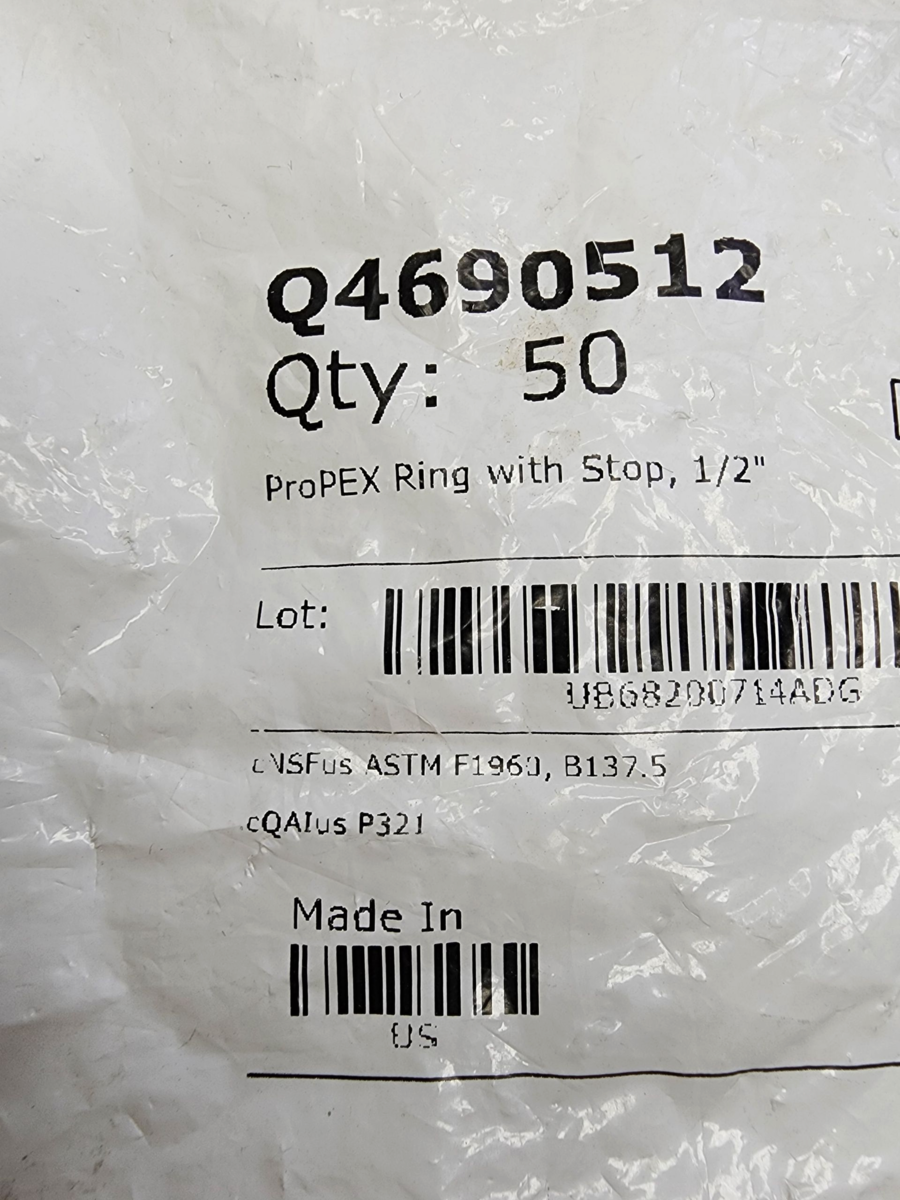 Q4690512
Qty: 50
ProPEX Ring with Stop, 1/2"
Lot:
UB68200714ADG
cNSFus ASTM F1960, B137.5
cQAIus P321
Made In
US